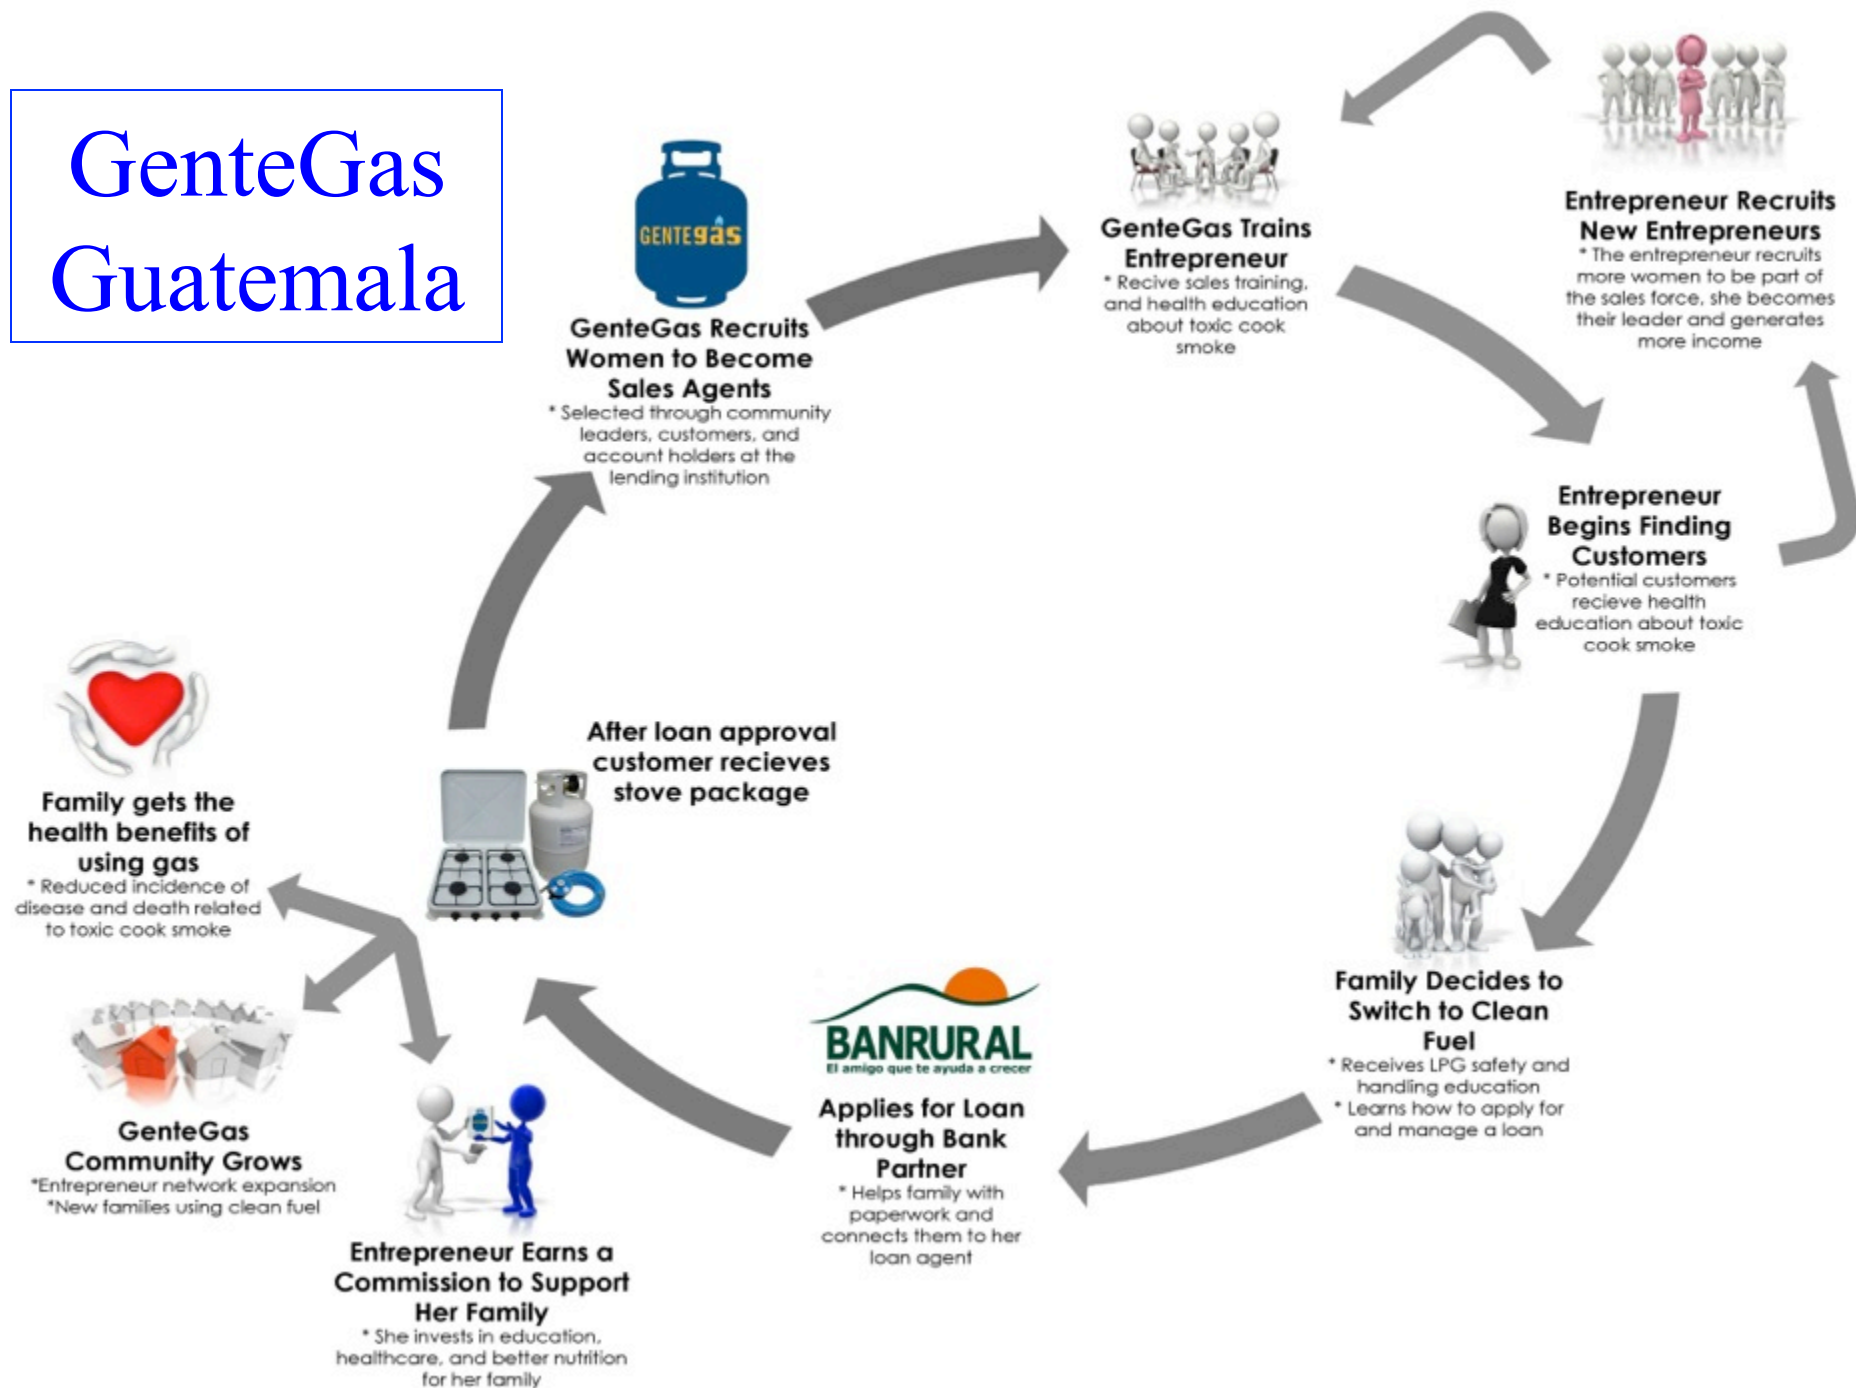 GenteGas
Guatemala
GENTEgas
GenteGas Recruits
Women to Become
Sales Agents
* Selected through community
leaders, customers, and
account holders at the
lending institution
GenteGas Trains
Entrepreneur
* Recive sales training,
and health education
about toxic cook
smoke
Entrepreneur Recruits
New Entrepreneurs
* The entrepreneur recruits
more women to be part of
the sales force, she becomes
their leader and generates
more income
Entrepreneur
Begins Finding
Customers
* Potential customers
recieve health
education about toxic
cook smoke
Family Decides to
Switch to Clean
Fuel
* Receives LPG safety and
handling education
* Learns how to apply for
and manage a loan
BANRURAL
El amigo que te ayuda a crecer
Applies for Loan
through Bank
Partner
* Helps family with
paperwork and
connects them to her
loan agent
After loan approval
customer recieves
stove package
Family gets the
health benefits of
using gas
* Reduced incidence of
disease and death related
to toxic cook smoke
GenteGas
Community Grows
*Entrepreneur network expansion
*New families using clean fuel
Entrepreneur Earns a
Commission to Support
Her Family
* She invests in education,
healthcare, and better nutrition
for her family